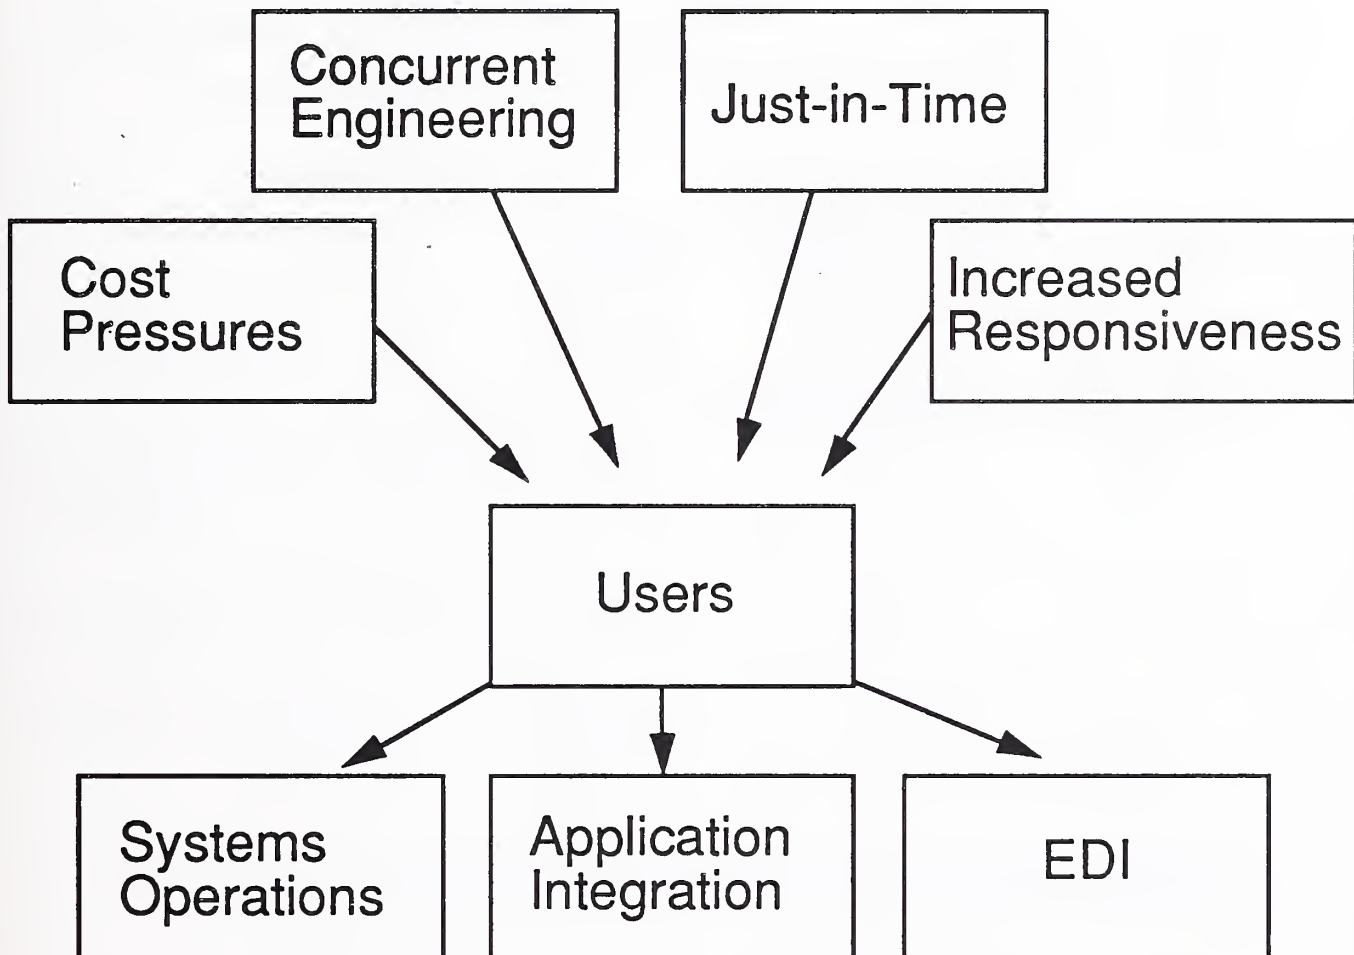 Concurrent
Engineering
Just-in-Time
Cost
Pressures
Increased
Responsiveness
Users
Systems
Operations
Application
Integration
EDI